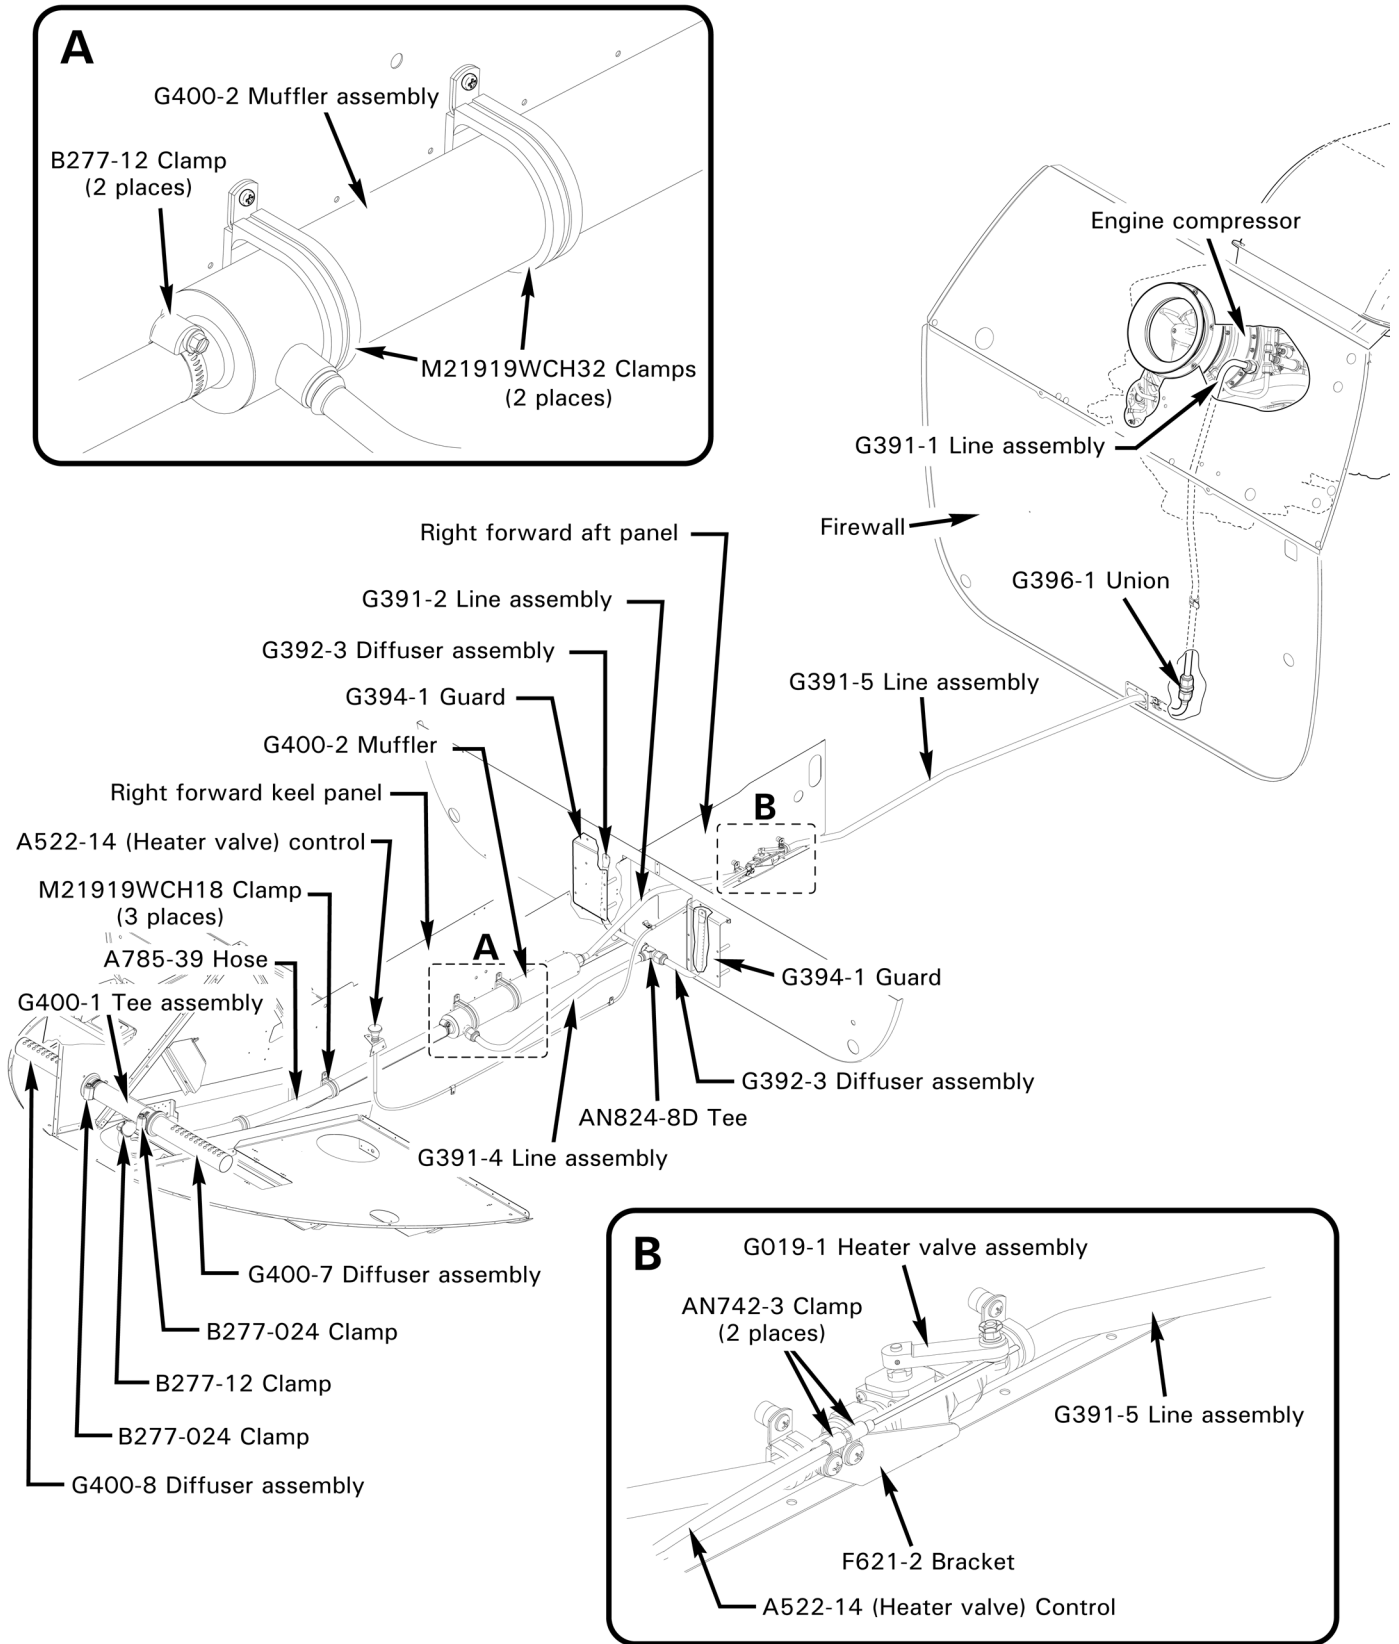 A
G400-2 Muffler assembly
B277-12 Clamp
(2 places)
M21919WCH32 Clamps
(2 places)
Engine compressor
G391-1 Line assembly
Firewall
G396-1 Union
Right forward aft panel
G391-2 Line assembly
G392-3 Diffuser assembly
G394-1 Guard
G400-2 Muffler
Right forward keel panel
A522-14 (Heater valve) control
M21919WCH18 Clamp
(3 places)
A785-39 Hose
G400-1 Tee assembly
G391-5 Line assembly
B
A
G394-1 Guard
G392-3 Diffuser assembly
AN824-8D Tee
G391-4 Line assembly
G400-7 Diffuser assembly
B277-024 Clamp
B277-12 Clamp
B277-024 Clamp
G400-8 Diffuser assembly
B
G019-1 Heater valve assembly
AN742-3 Clamp
(2 places)
G391-5 Line assembly
F621-2 Bracket
A522-14 (Heater valve) Control